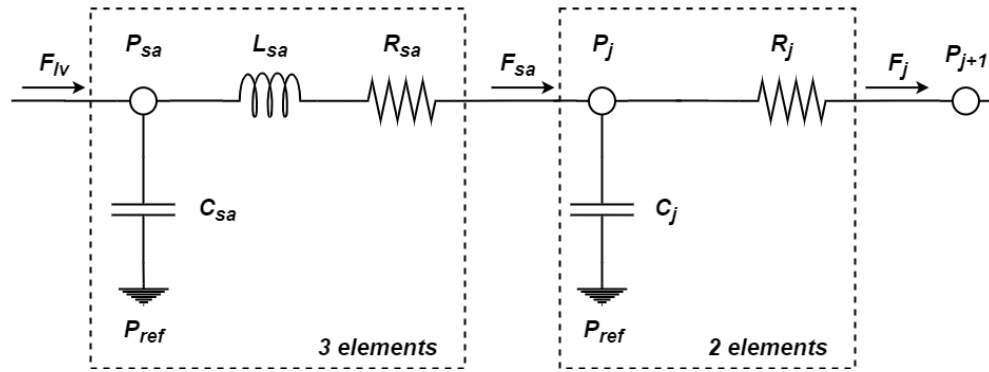 P_sa L_sa R_sa P_j R_j P_j+1
F_lv F_sa F_j
C_sa C_j
P_ref P_ref
3 elements 2 elements